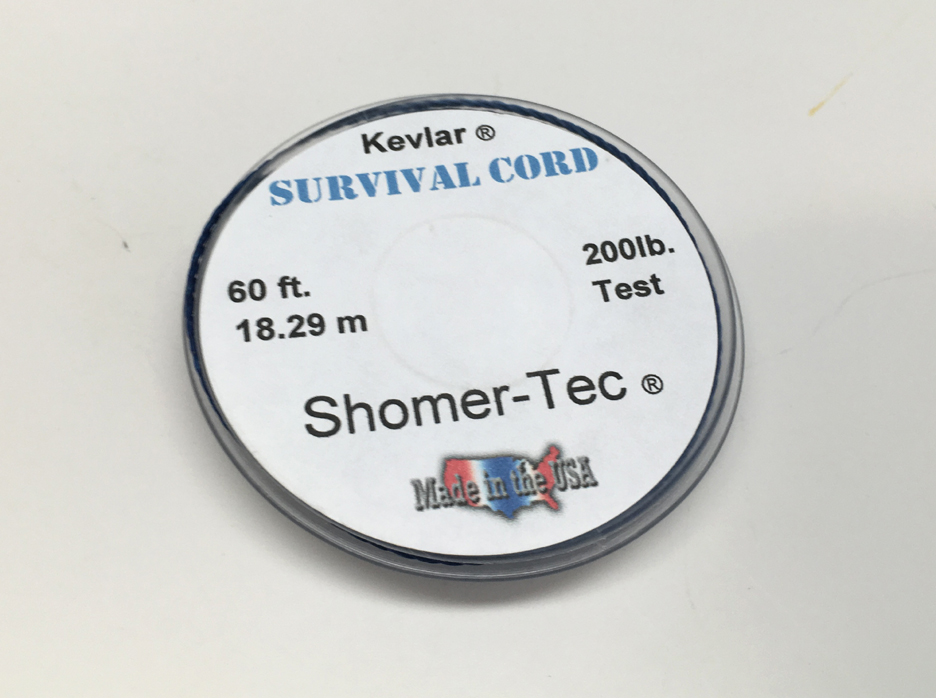 Kevlar ®
SURVIVAL CORD
60 ft.
18.29 m
200lb.
Test
Shomer-Tec ®
Made in the USA